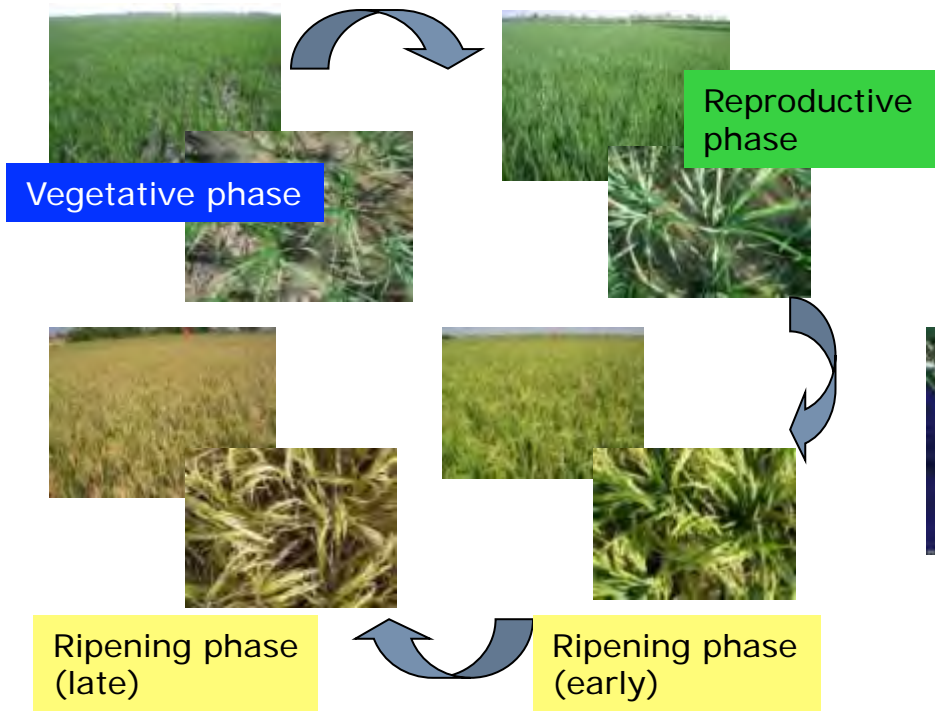 Vegetative phase
Reproductive
phase
Ripening phase
(late)
Ripening phase
(early)